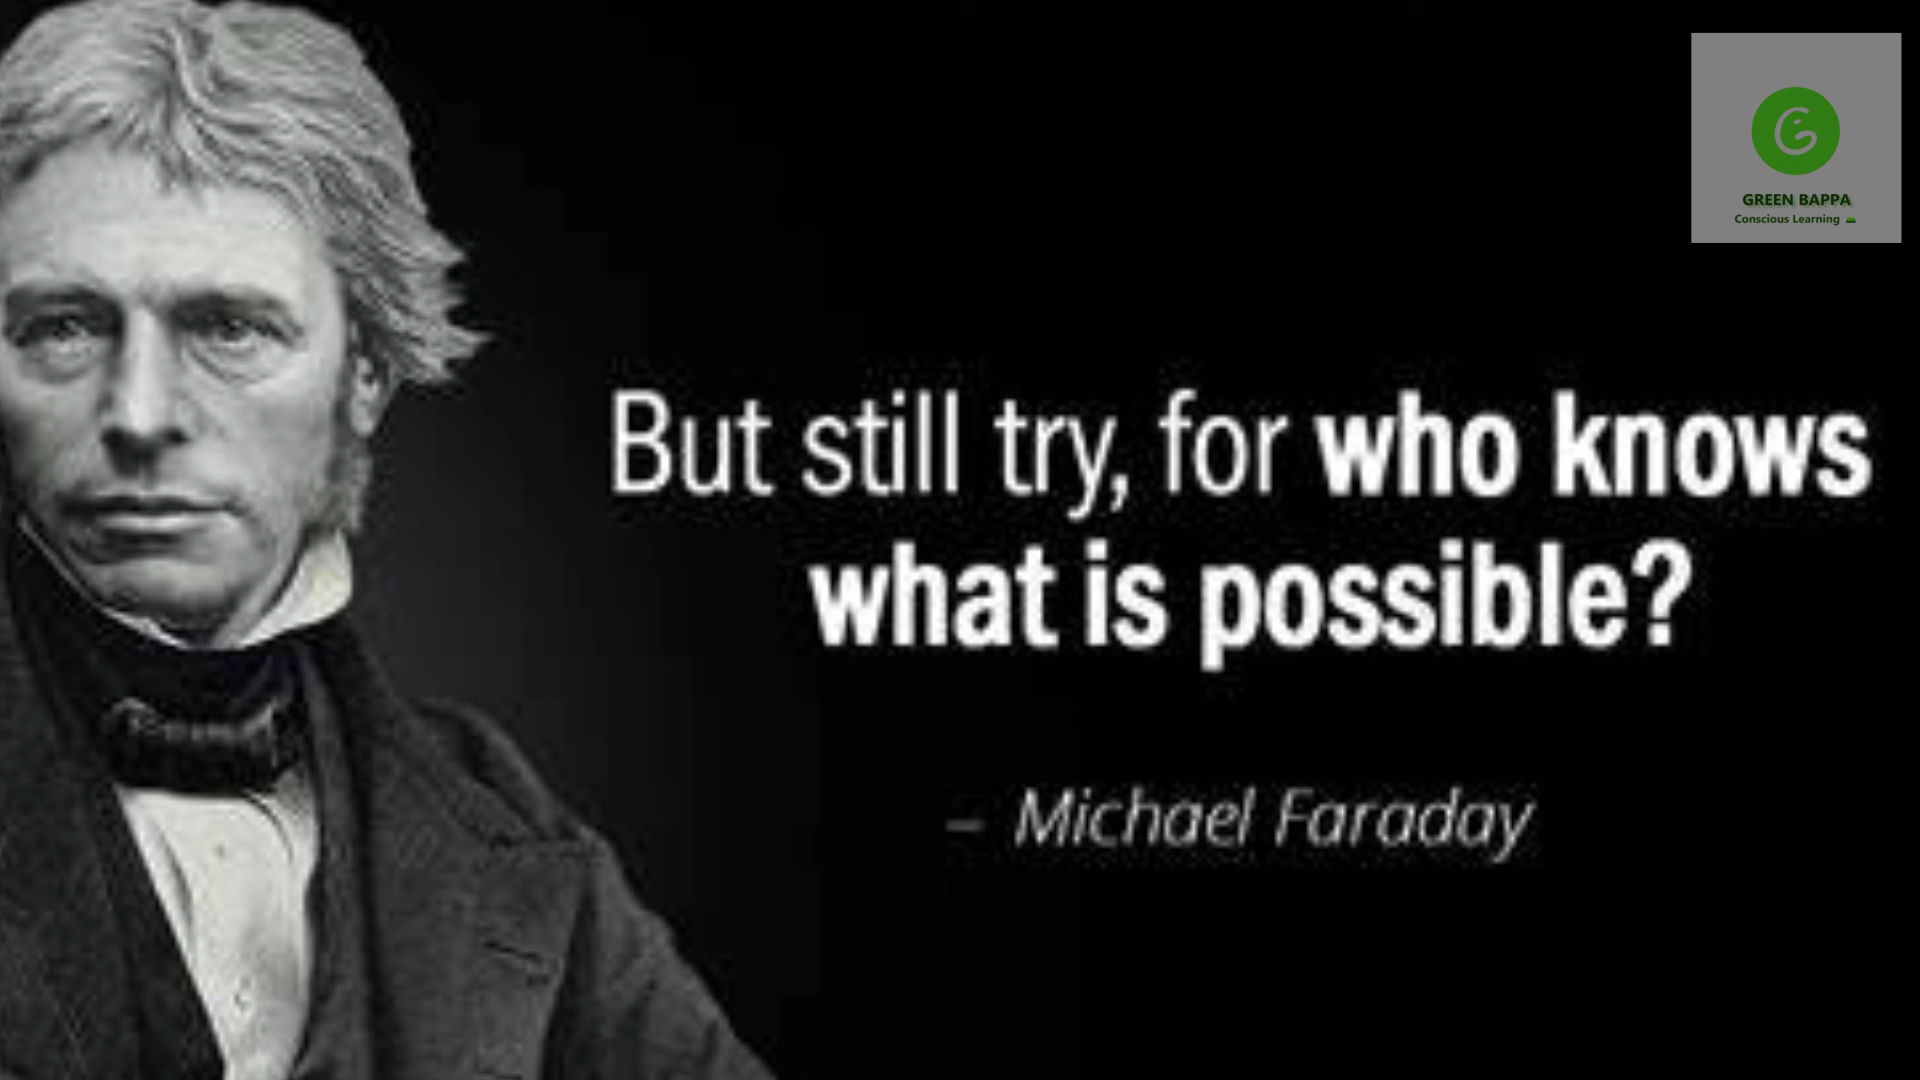 GREEN BAPPA
Conscious Learning
But still try, for who knows
what is possible?
– Michael Faraday